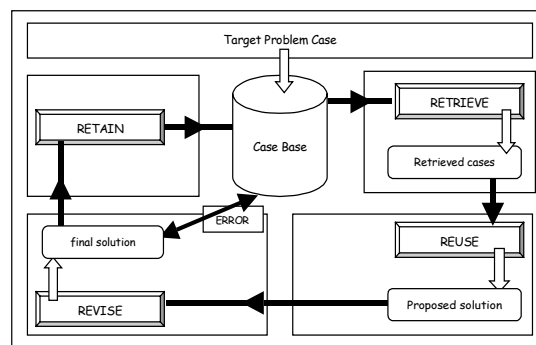 Target Problem Case
RETAIN
Case Base
RETRIEVE
Retrieved cases
ERROR
final solution
REUSE
REVISE
Proposed solution